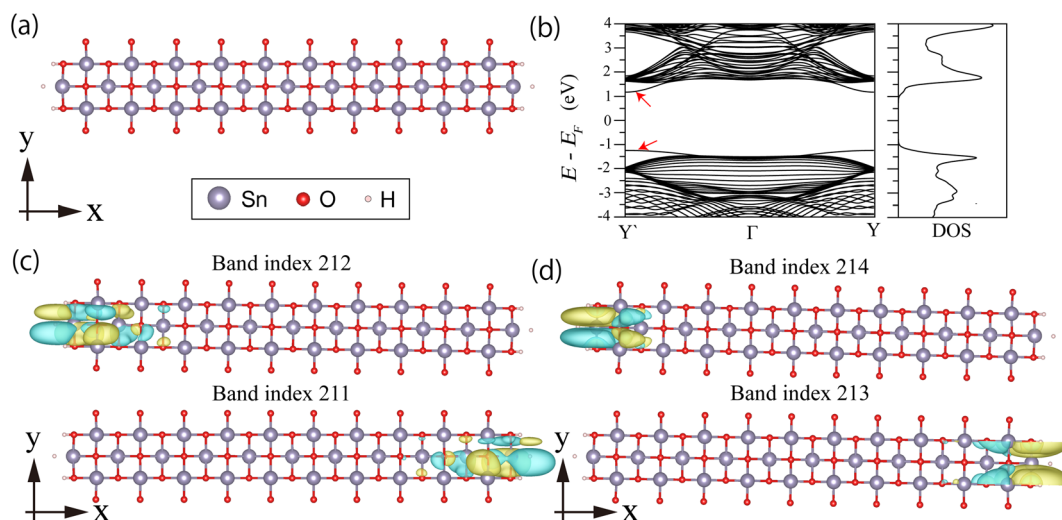 (a)
y
x
Sn O H
(b)
E - E_F (eV)
4
3
2
1
0
-1
-2
-3
-4
Y` Γ Y
DOS
(c)
Band index 212
Band index 211
y
x
(d)
Band index 214
Band index 213
y
x